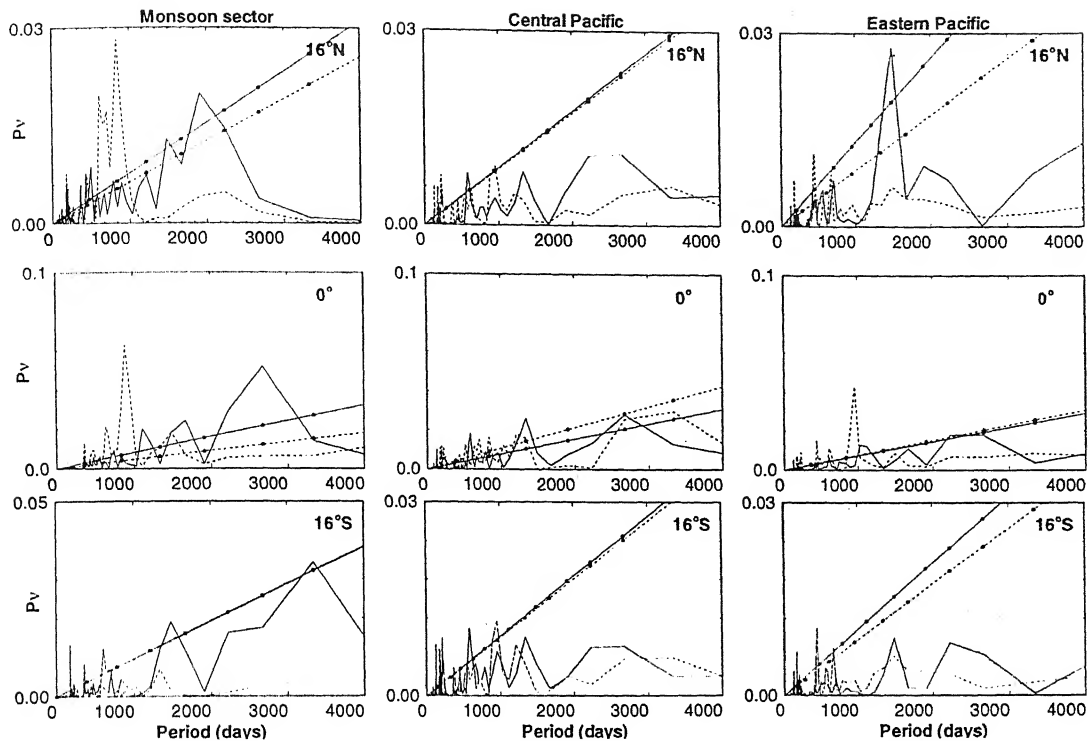 Monsoon sector Central Pacific Eastern Pacific
0.03 16°N 0.03 16°N 0.03 16°N
Pν
0.00 0.00 0.00
0 1000 2000 3000 4000 0 1000 2000 3000 4000 0 1000 2000 3000 4000
0.1 0° 0.1 0° 0.1 0°
Pν
0.0 0.0 0.0
0 1000 2000 3000 4000 0 1000 2000 3000 4000 0 1000 2000 3000 4000
0.05 16°S 0.03 16°S 0.03 16°S
Pν
0.00 0.00 0.00
0 1000 2000 3000 4000 0 1000 2000 3000 4000 0 1000 2000 3000 4000
Period (days) Period (days) Period (days)